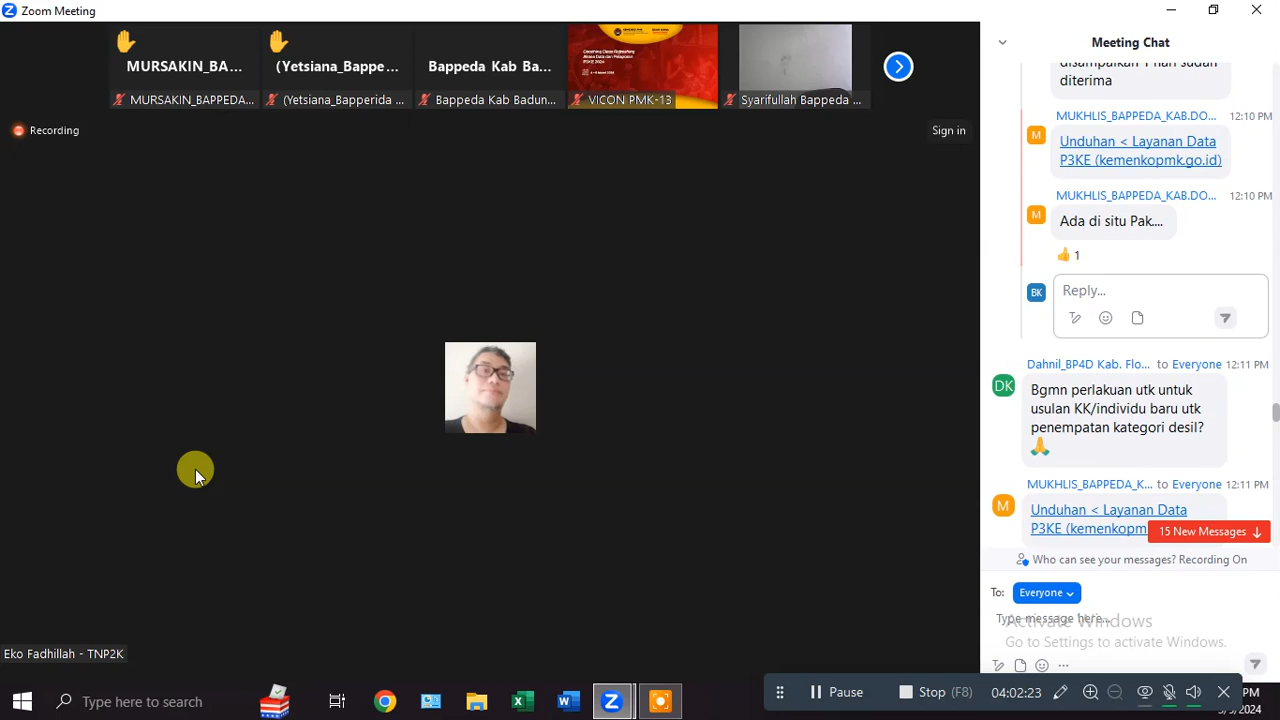 Zoom Meeting
MURSAKIN_BA...
(Yetsiana_Bappe...
Bappeda Kab Ba...
MURSAKIN_BAPPEDA...
(Yetsiana_Bapperida ...
Bappeda Kab Badun...
VICON PMK-13
Syarifullah Bappeda ...
Recording
Sign in
Eko Fadhillah - TNP2K
Meeting Chat
disampaikan 1 hari sudah
diterima
MUKHLIS_BAPPEDA_KAB.DO... 12:10 PM
M
Unduhan < Layanan Data
P3KE (kemenkopmk.go.id)
MUKHLIS_BAPPEDA_KAB.DO... 12:10 PM
M
Ada di situ Pak....
1
BK
Reply...
Dahnil_BP4D Kab. Flo... to Everyone 12:11 PM
DK
Bgmn perlakuan utk untuk
usulan KK/individu baru utk
penempatan kategori desil?
MUKHLIS_BAPPEDA_K... to Everyone 12:11 PM
M
Unduhan < Layanan Data
P3KE (kemenkopm
15 New Messages
Who can see your messages? Recording On
To: Everyone
Type message here...
Activate Windows
Go to Settings to activate Windows.
Type here to search
Pause
Stop (F8)
04:02:23
PM
/2024